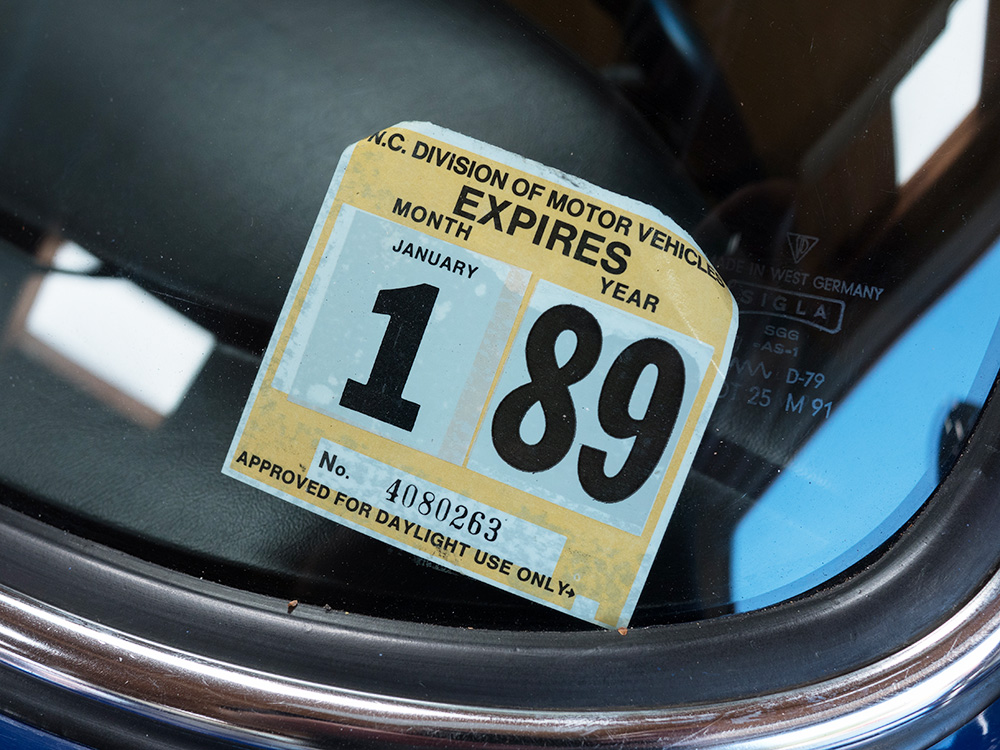 N.C. DIVISION OF MOTOR VEHICLES
EXPIRES
MONTH
YEAR
JANUARY
1
89
No. 4080263
APPROVED FOR DAYLIGHT USE ONLY→
IN WEST GERMANY
SIGLA
SGG
-AS-1
D-79
25 M 91